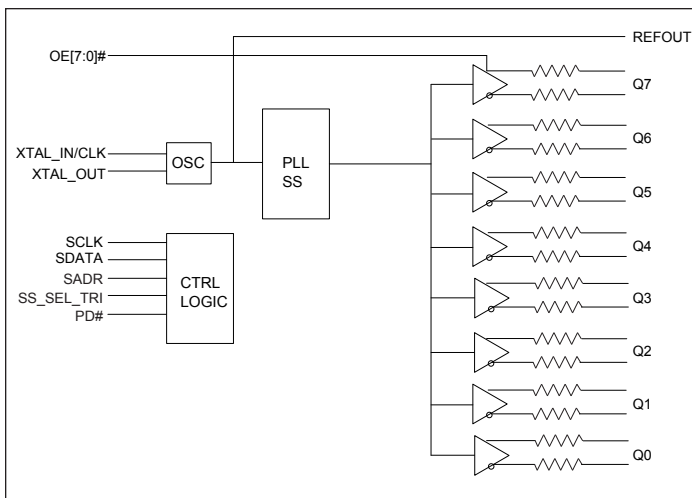 REFOUT
OE[7:0]#
Q7
Q6
XTAL_IN/CLK
XTAL_OUT
OSC
PLL
SS
Q5
Q4
SCLK
SDATA
SADR
SS_SEL_TRI
PD#
CTRL
LOGIC
Q3
Q2
Q1
Q0